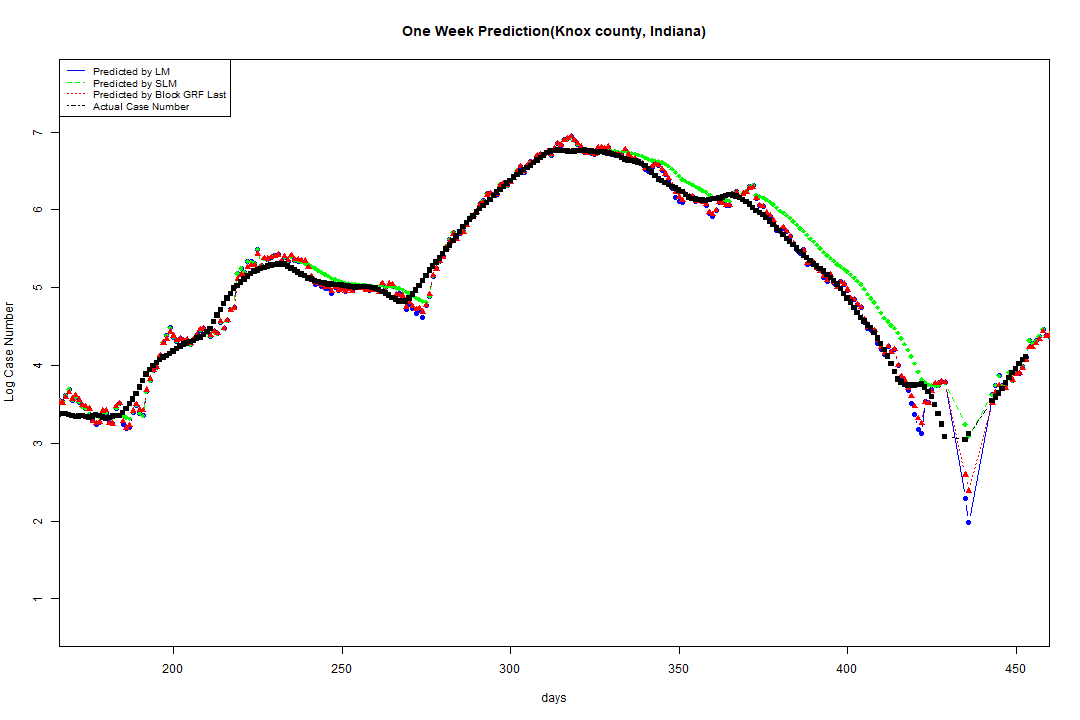 One Week Prediction(Knox county, Indiana)
Predicted by LM
Predicted by SLM
Predicted by Block GRF Last
Actual Case Number
7
6
5
4
3
2
1
Log Case Number
200 250 300 350 400 450
days